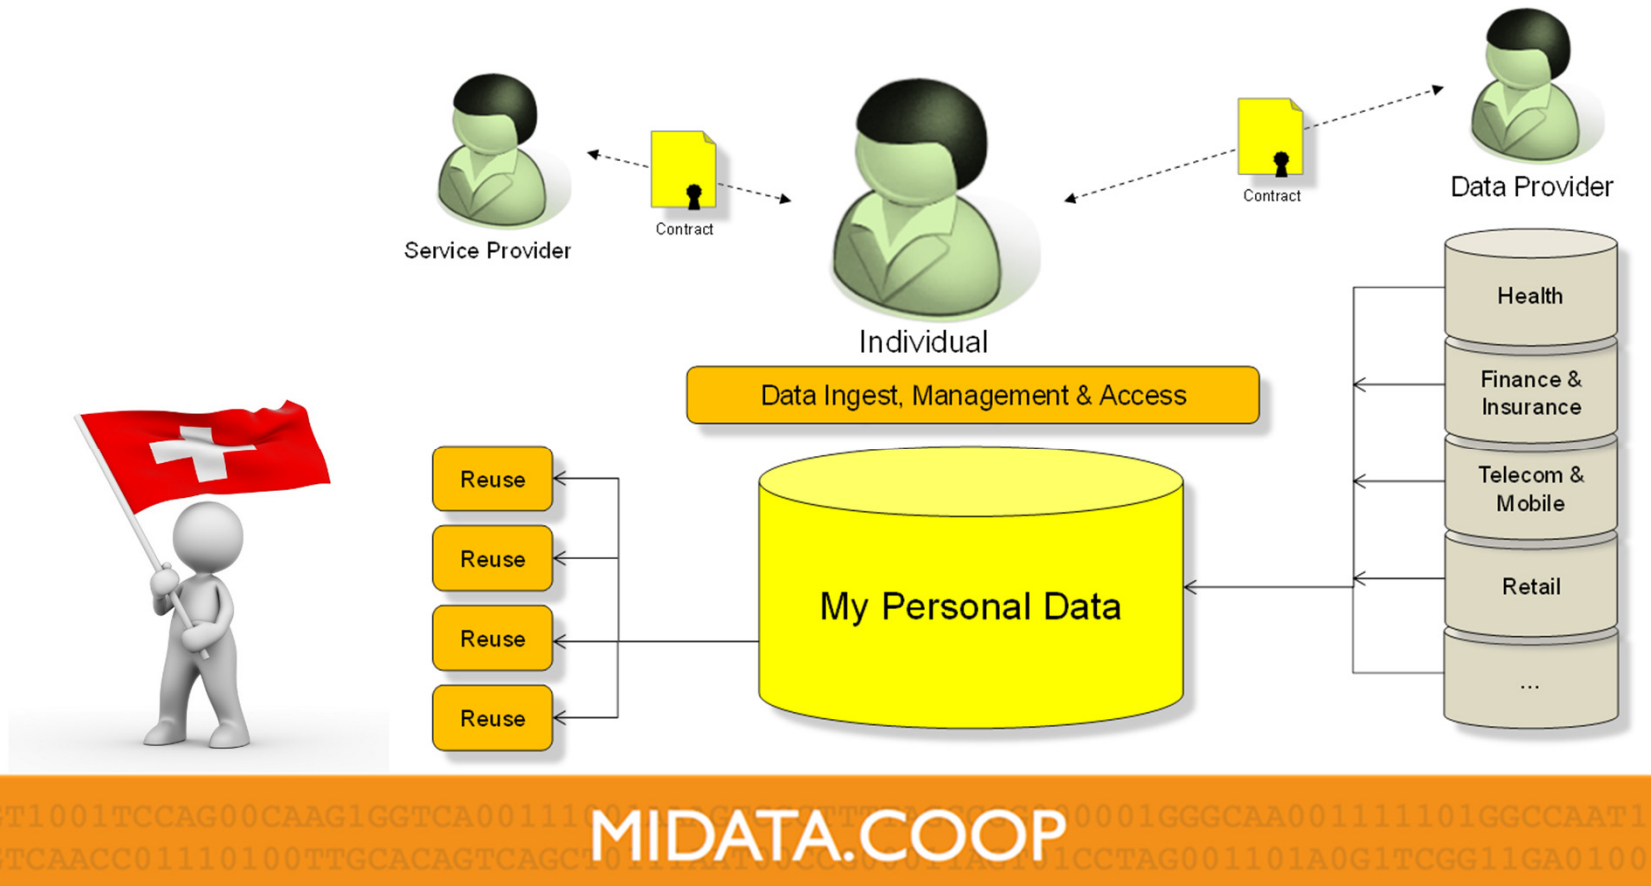 Data Provider
Contract
Contract
Service Provider
Individual
Health
Data Ingest, Management & Access
Finance &
Insurance
Reuse
Telecom &
Mobile
Reuse
My Personal Data
Retail
Reuse
...
Reuse
MIDATA.COOP